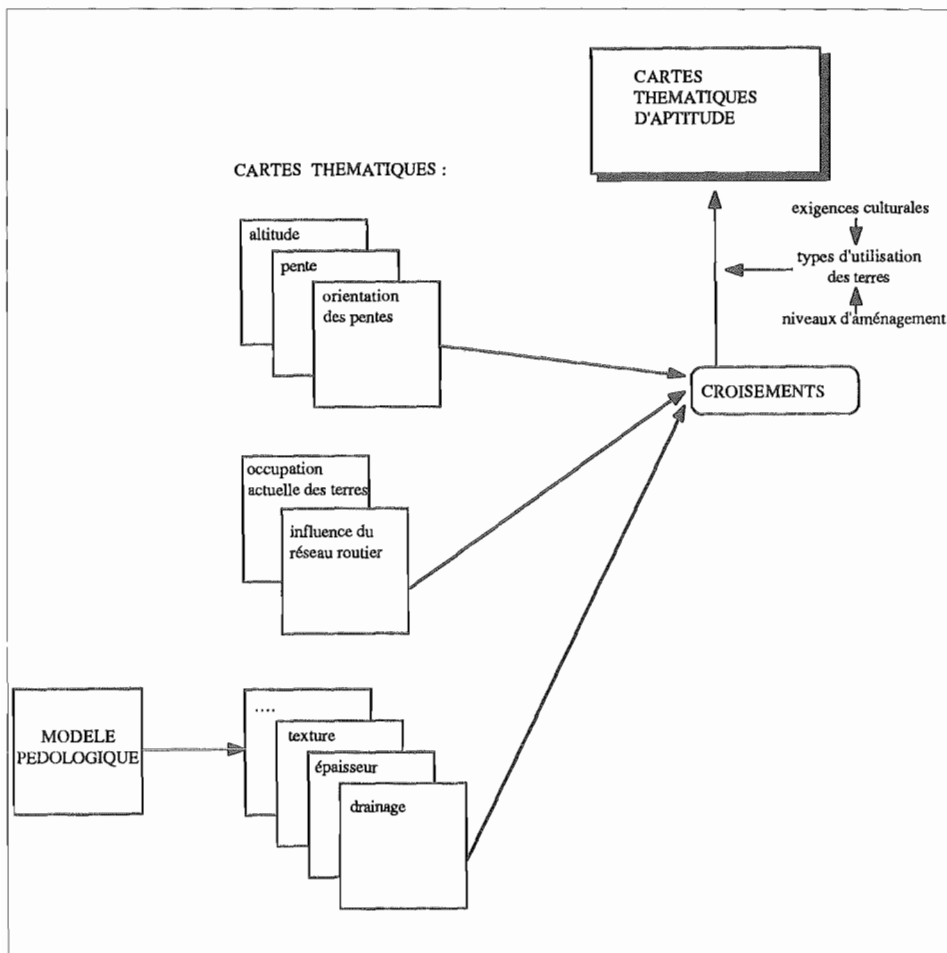 CARTES
THEMATIQUES
D'APTITUDE
CARTES THEMATIQUES :
exigences culturales
types d'utilisation
des terres
niveaux d'aménagement
altitude
pente
orientation
des pentes
CROISEMENTS
occupation
actuelle des terres
influence du
réseau routier
MODELE
PEDOLOGIQUE
....
texture
épaisseur
drainage